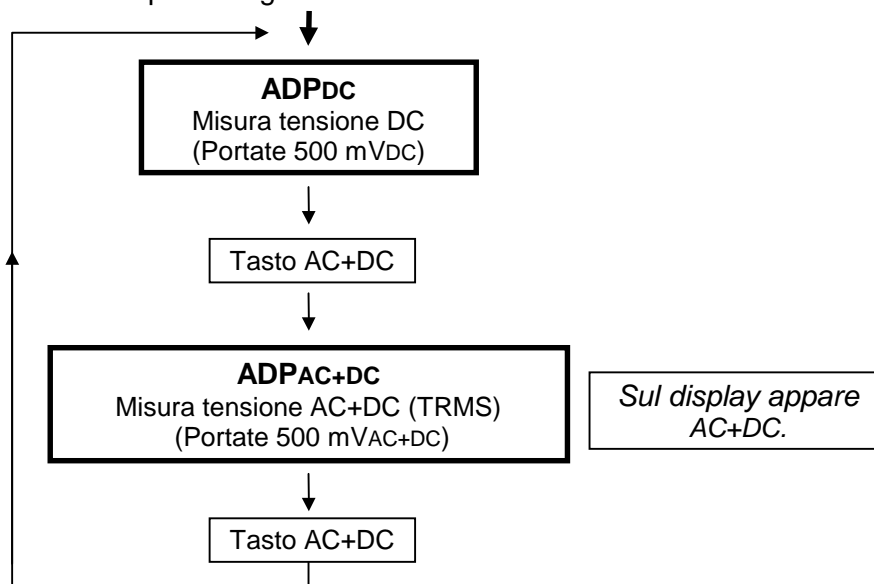 ADPDC
Misura tensione DC
(Portate 500 mVDC)
Tasto AC+DC
ADPAC+DC
Misura tensione AC+DC (TRMS)
(Portate 500 mVAC+DC)
Sul display appare
AC+DC.
Tasto AC+DC